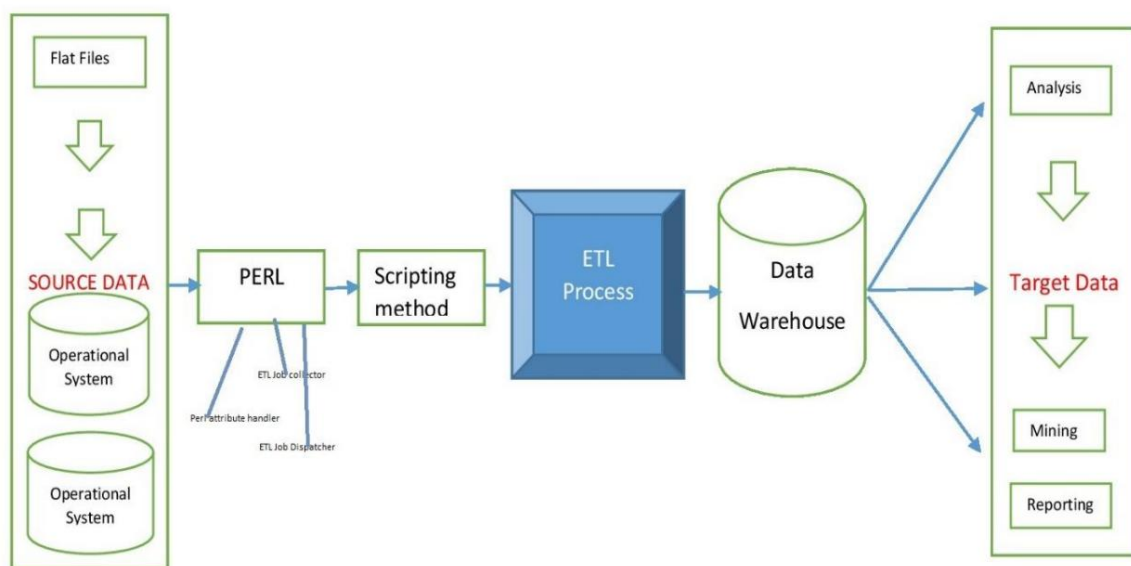 Flat Files
SOURCE DATA
Operational
System
Operational
System
PERL
ETL Job collector
Perl attribute handler
ETL Job Dispatcher
Scripting
method
ETL
Process
Data
Warehouse
Analysis
Target Data
Mining
Reporting